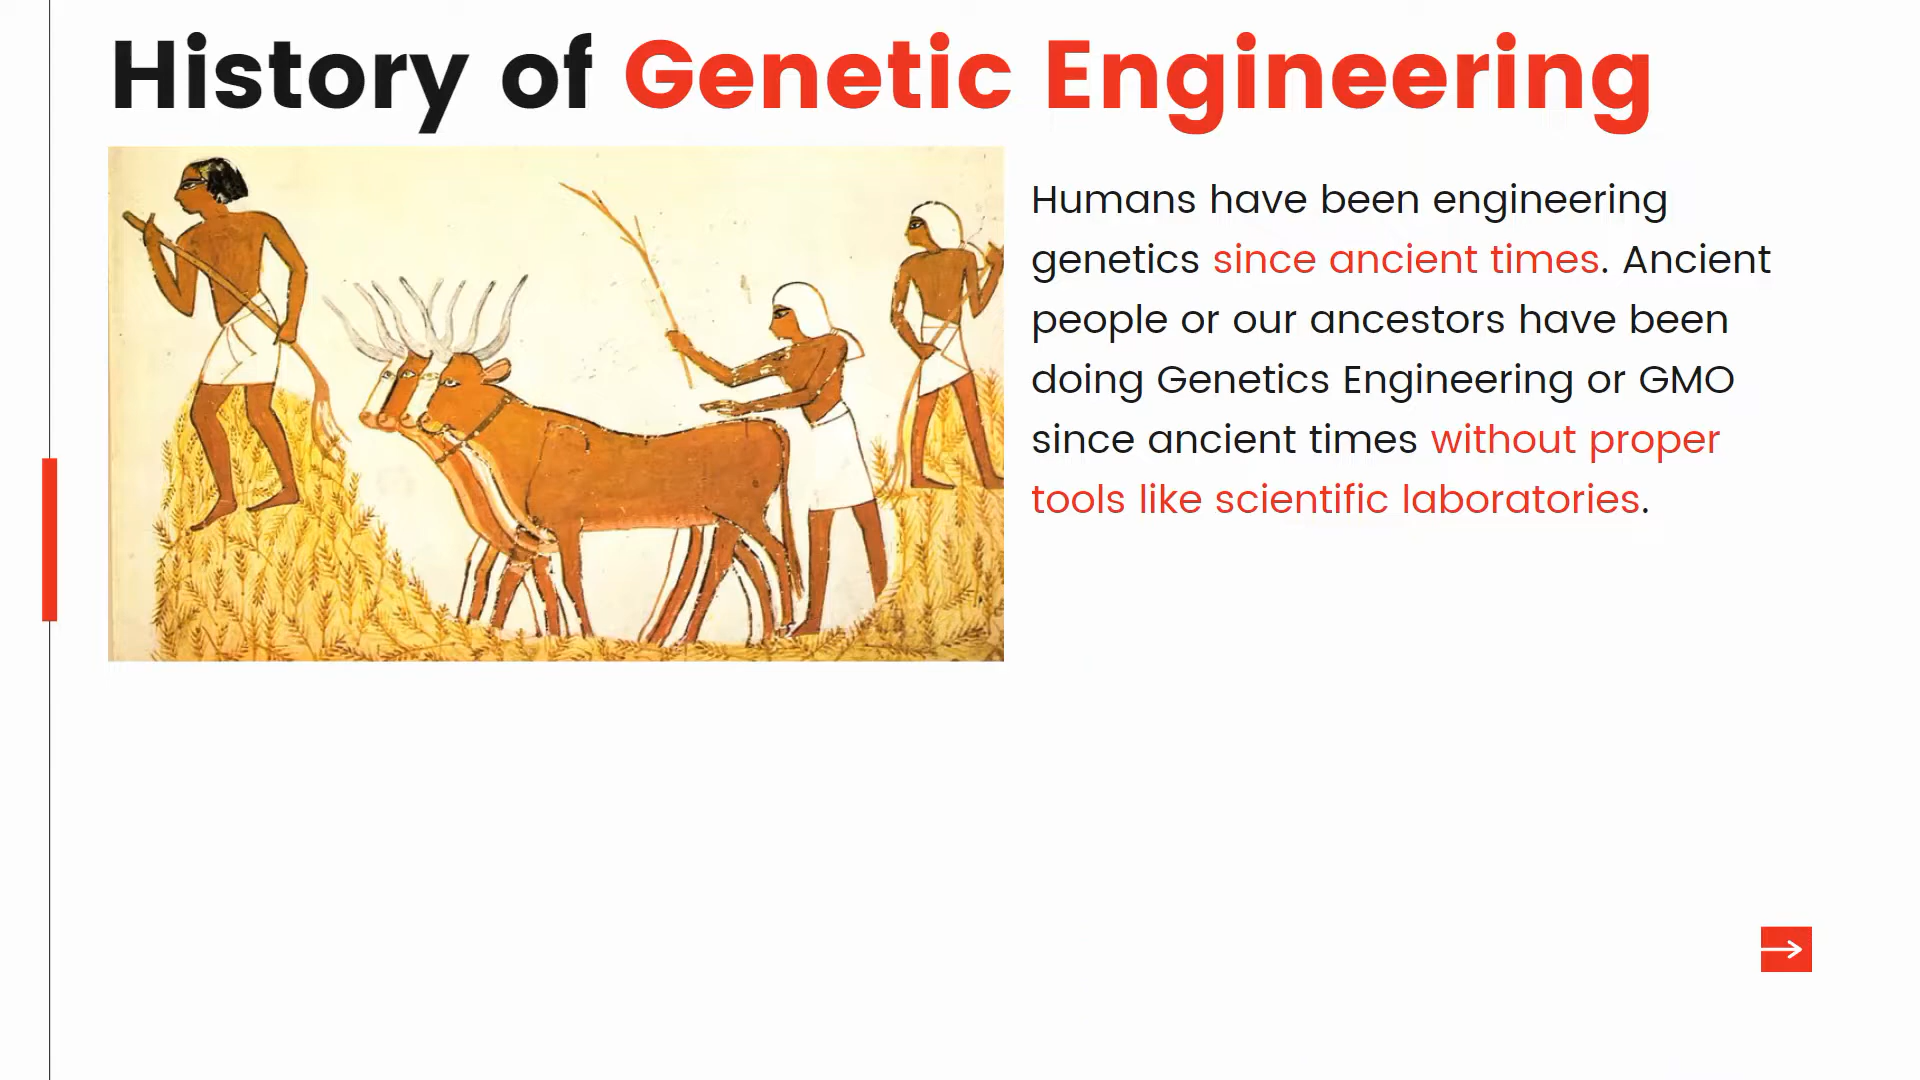 History of Genetic Engineering
Humans have been engineering
genetics since ancient times. Ancient
people or our ancestors have been
doing Genetics Engineering or GMO
since ancient times without proper
tools like scientific laboratories.